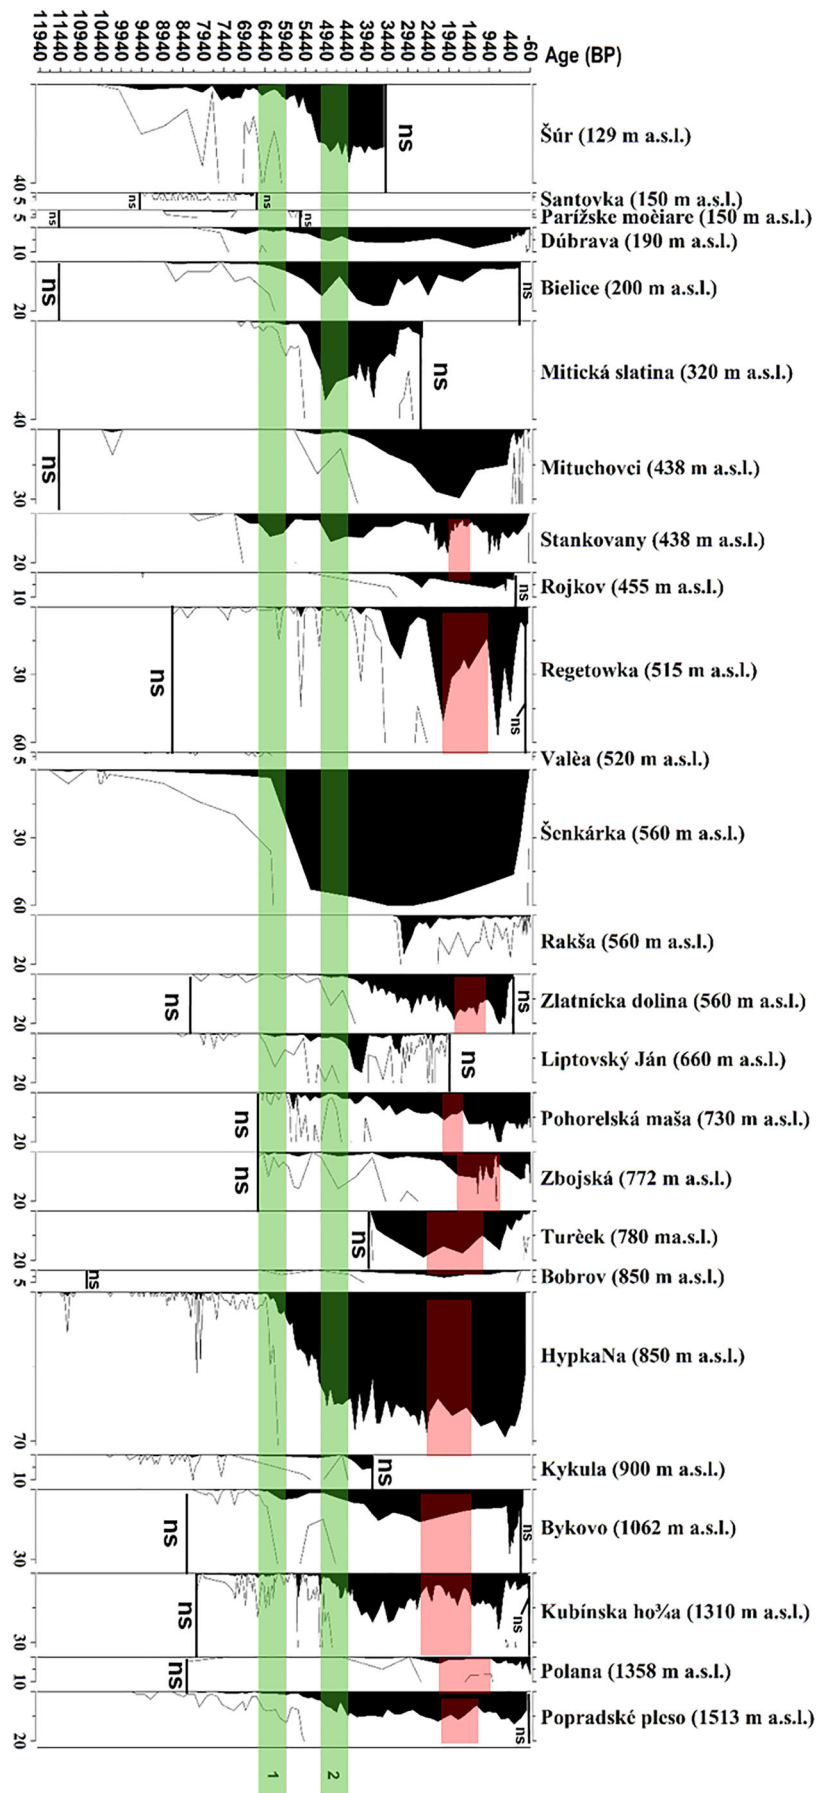 11940
11440
10940
10440
9940
9440
8940
8440
7940
7440
6940
6440
5940
5440
4940
4440
3940
3440
2940
2440
1940
1440
940
440
-60
Age (BP)
ns
40
Šúr (129 m a.s.l.)
ns
ns
5
Santovka (150 m a.s.l.)
ns
ns
5
Parížske moèiare (150 m a.s.l.)
10
Dúbrava (190 m a.s.l.)
ns
ns
20
Bielice (200 m a.s.l.)
ns
40
Mitická slatina (320 m a.s.l.)
ns
30
Mituchovci (438 m a.s.l.)
20
Stankovany (438 m a.s.l.)
ns
10
Rojkov (455 m a.s.l.)
ns
ns
30
60
Regetowka (515 m a.s.l.)
5
Valèa (520 m a.s.l.)
30
60
Šenkárka (560 m a.s.l.)
20
Rakša (560 m a.s.l.)
ns
ns
20
Zlatnícka dolina (560 m a.s.l.)
ns
20
Liptovský Ján (660 m a.s.l.)
ns
20
Pohorelská maša (730 m a.s.l.)
ns
20
Zbojská (772 m a.s.l.)
ns
20
Turèek (780 ma.s.l.)
ns
5
Bobrov (850 m a.s.l.)
70
HypkaNa (850 m a.s.l.)
ns
10
Kykula (900 m a.s.l.)
ns
ns
30
Bykovo (1062 m a.s.l.)
ns
ns
30
Kubínska ho¾a (1310 m a.s.l.)
ns
10
Polana (1358 m a.s.l.)
ns
20
Popradské pleso (1513 m a.s.l.)
1
2